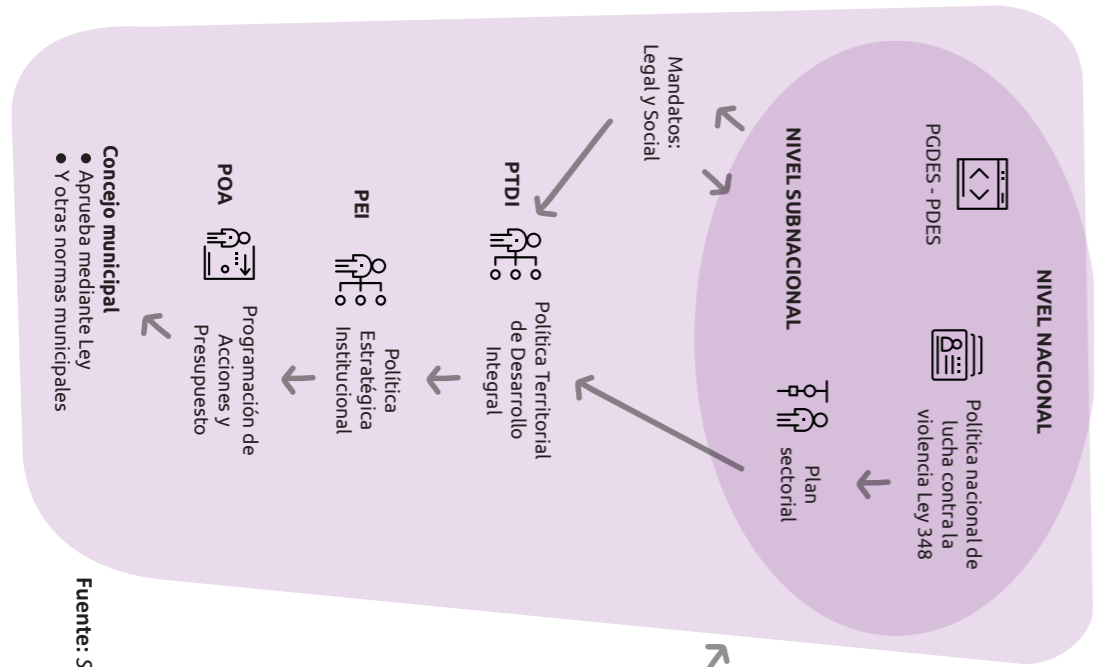 NIVEL NACIONAL
PGDES - PDES
Política nacional de
lucha contra la
violencia Ley 348
NIVEL SUBNACIONAL
Plan
sectorial
Mandatos:
Legal y Social
PTDI
Política Territorial
de Desarrollo
Integral
PEI
Política
Estratégica
Institucional
POA
Programación de
Acciones y
Presupuesto
Concejo municipal
● Aprueba mediante Ley
● Y otras normas municipales
Fuente: